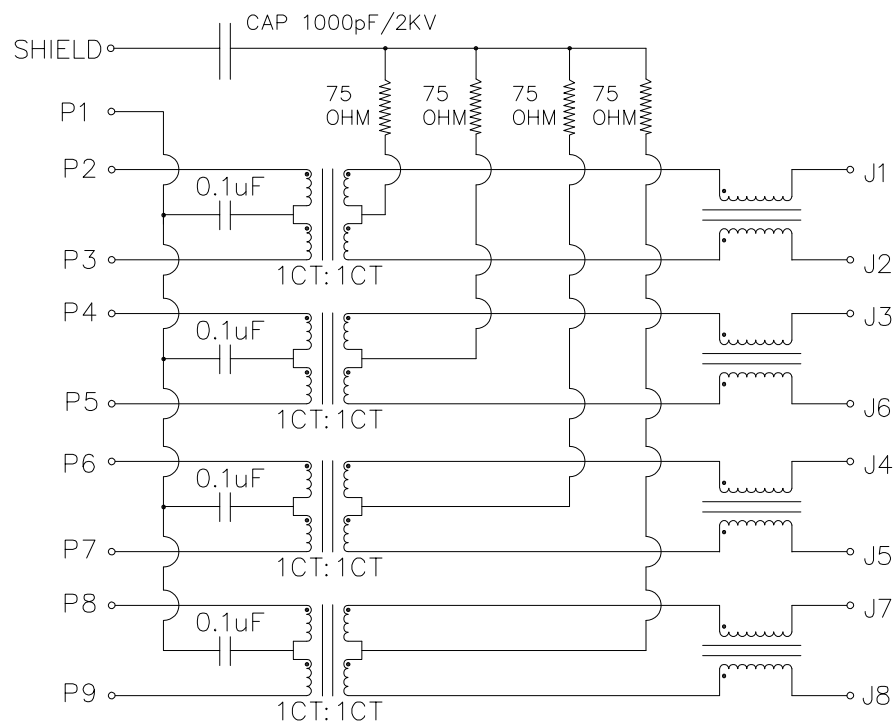 CAP 1000pF/2KV
SHIELD
P1
75 OHM
75 OHM
75 OHM
75 OHM
P2
0.1uF
J1
P3
1CT:1CT
J2
P4
0.1uF
J3
P5
1CT:1CT
J6
P6
0.1uF
J4
P7
1CT:1CT
J5
P8
0.1uF
J7
P9
1CT:1CT
J8